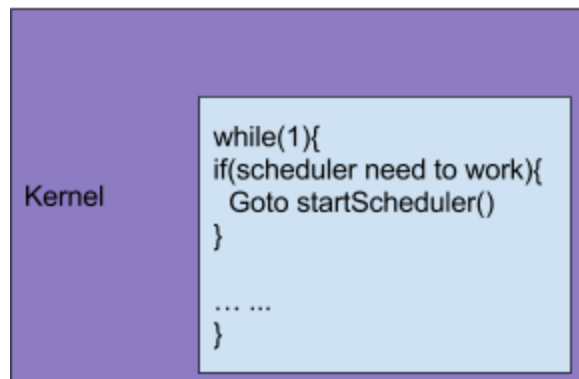 Kernel
while(1){
if(scheduler need to work){
Goto startScheduler()
}
... ...
}